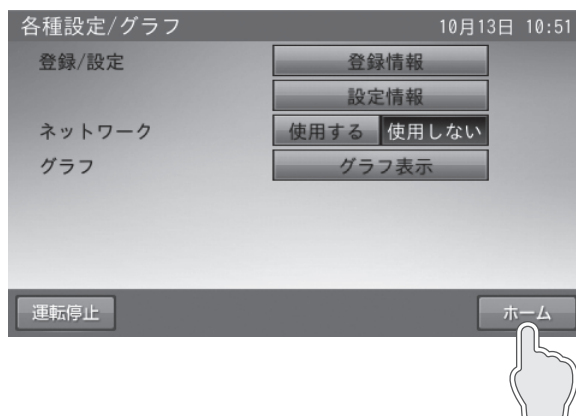 各種設定/グラフ 10月13日 10:51
登録/設定 登録情報
設定情報
ネットワーク 使用する 使用しない
グラフ グラフ表示
運転停止 ホーム